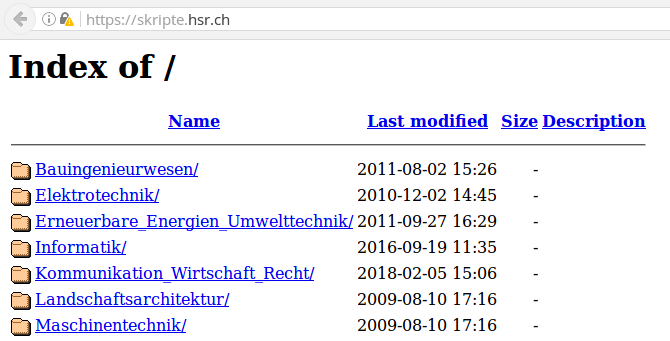 https://skripte.hsr.ch
Index of /
Name Last modified Size Description
Bauingenieurwesen/ 2011-08-02 15:26 -
Elektrotechnik/ 2010-12-02 14:45 -
Erneuerbare_Energien_Umwelttechnik/ 2011-09-27 16:29 -
Informatik/ 2016-09-19 11:35 -
Kommunikation_Wirtschaft_Recht/ 2018-02-05 15:06 -
Landschaftsarchitektur/ 2009-08-10 17:16 -
Maschinentechnik/ 2009-08-10 17:16 -